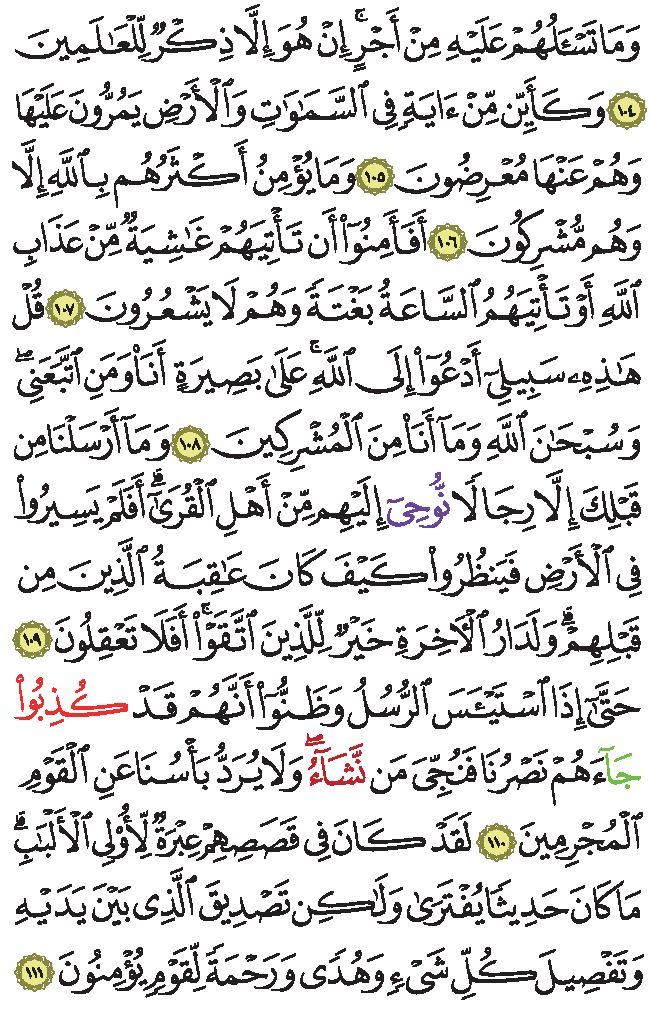 وَمَا تَسْـَٔلُهُمْ عَلَيْهِ مِنْ أَجْرٍ ۚ إِنْ هُوَ إِلَّا ذِكْرٌ لِّلْعَـٰلَمِينَ
١٠٤ وَكَأَيِّن مِّنْ ءَايَةٍ فِى ٱلسَّمَـٰوَٰتِ وَٱلْأَرْضِ يَمُرُّونَ عَلَيْهَا
وَهُمْ عَنْهَا مُعْرِضُونَ ١٠٥ وَمَا يُؤْمِنُ أَكْثَرُهُم بِٱللَّهِ إِلَّا
وَهُم مُّشْرِكُونَ ١٠٦ أَفَأَمِنُوٓا۟ أَن تَأْتِيَهُمْ غَـٰشِيَةٌ مِّنْ عَذَابِ
ٱللَّهِ أَوْ تَأْتِيَهُمُ ٱلسَّاعَةُ بَغْتَةً وَهُمْ لَا يَشْعُرُونَ ١٠٧ قُلْ
هَـٰذِهِۦ سَبِيلِىٓ أَدْعُوٓا۟ إِلَى ٱللَّهِ ۚ عَلَىٰ بَصِيرَةٍ أَنَا۠ وَمَنِ ٱتَّبَعَنِى ۖ
وَسُبْحَـٰنَ ٱللَّهِ وَمَآ أَنَا۠ مِنَ ٱلْمُشْرِكِينَ ١٠٨ وَمَآ أَرْسَلْنَا مِن
قَبْلِكَ إِلَّا رِجَالًا نُّوحِىٓ إِلَيْهِم مِّنْ أَهْلِ ٱلْقُرَىٰٓ ۗ أَفَلَمْ يَسِيرُوا۟
فِى ٱلْأَرْضِ فَيَنظُرُوا۟ كَيْفَ كَانَ عَـٰقِبَةُ ٱلَّذِينَ مِن
قَبْلِهِمْ ۗ وَلَدَارُ ٱلْـَٔاخِرَةِ خَيْرٌ لِّلَّذِينَ ٱتَّقَوْا۟ ۗ أَفَلَا تَعْقِلُونَ ١٠٩
حَتَّىٰٓ إِذَا ٱسْتَيْـَٔسَ ٱلرُّسُلُ وَظَنُّوٓا۟ أَنَّهُمْ قَدْ كُذِبُوا۟
جَآءَهُمْ نَصْرُنَا فَنُجِّىَ مَن نَّشَآءُ ۖ وَلَا يُرَدُّ بَأْسُنَا عَنِ ٱلْقَوْمِ
ٱلْمُجْرِمِينَ ١١٠ لَقَدْ كَانَ فِى قَصَصِهِمْ عِبْرَةٌ لِّأُو۟لِى ٱلْأَلْبَـٰبِ ۗ
مَا كَانَ حَدِيثًا يُفْتَرَىٰ وَلَـٰكِن تَصْدِيقَ ٱلَّذِى بَيْنَ يَدَيْهِ
وَتَفْصِيلَ كُلِّ شَىْءٍ وَهُدًى وَرَحْمَةً لِّقَوْمٍ يُؤْمِنُونَ ١١١